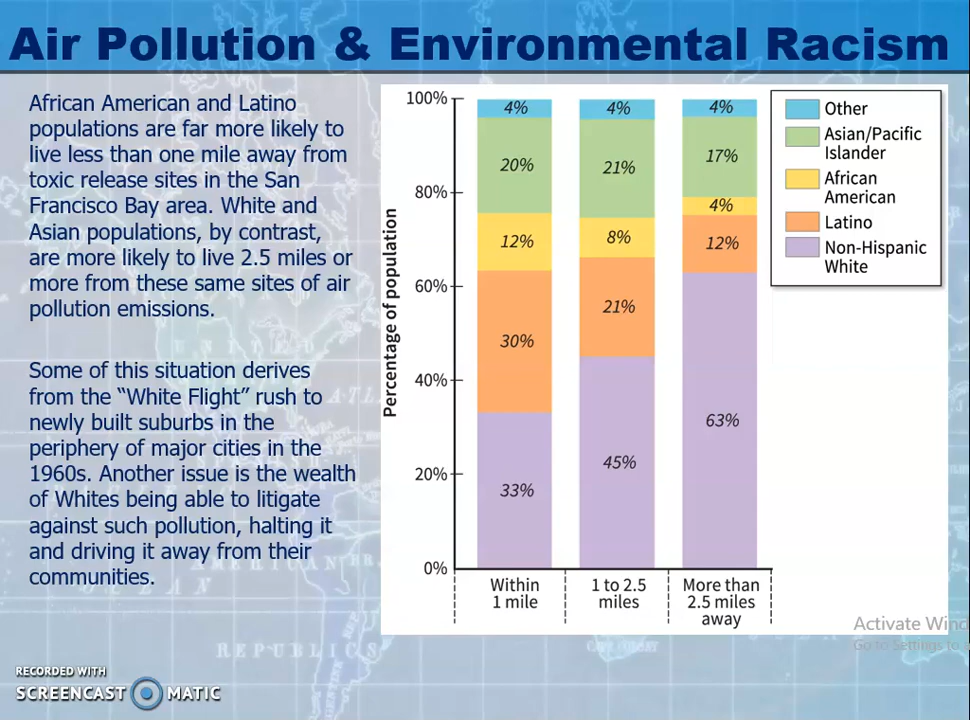 Air Pollution & Environmental Racism
African American and Latino
populations are far more likely to
live less than one mile away from
toxic release sites in the San
Francisco Bay area. White and
Asian populations, by contrast,
are more likely to live 2.5 miles or
more from these same sites of air
pollution emissions.
Some of this situation derives
from the “White Flight” rush to
newly built suburbs in the
periphery of major cities in the
1960s. Another issue is the wealth
of Whites being able to litigate
against such pollution, halting it
and driving it away from their
communities.
Percentage of population
100%
80%
60%
40%
20%
0%
4%
20%
12%
30%
33%
4%
21%
8%
21%
45%
4%
17%
4%
12%
63%
Within
1 mile
1 to 2.5
miles
More than
2.5 miles
away
Other
Asian/Pacific
Islander
African
American
Latino
Non-Hispanic
White
Activate Wind
Go to Settings to
RECORDED WITH
SCREENCAST MATIC
REPUBLICS